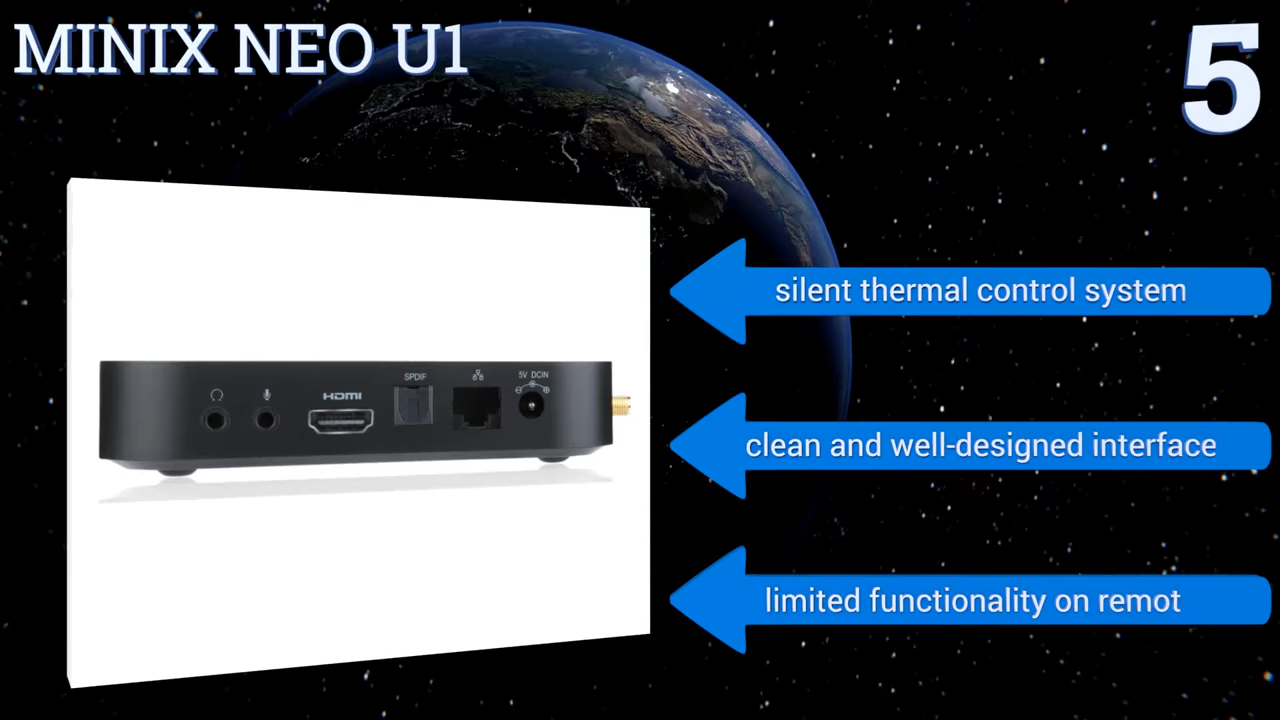 MINIX NEO U1
5
silent thermal control system
HDMI
SPDIF
5V DCIN
clean and well-designed interface
limited functionality on remot